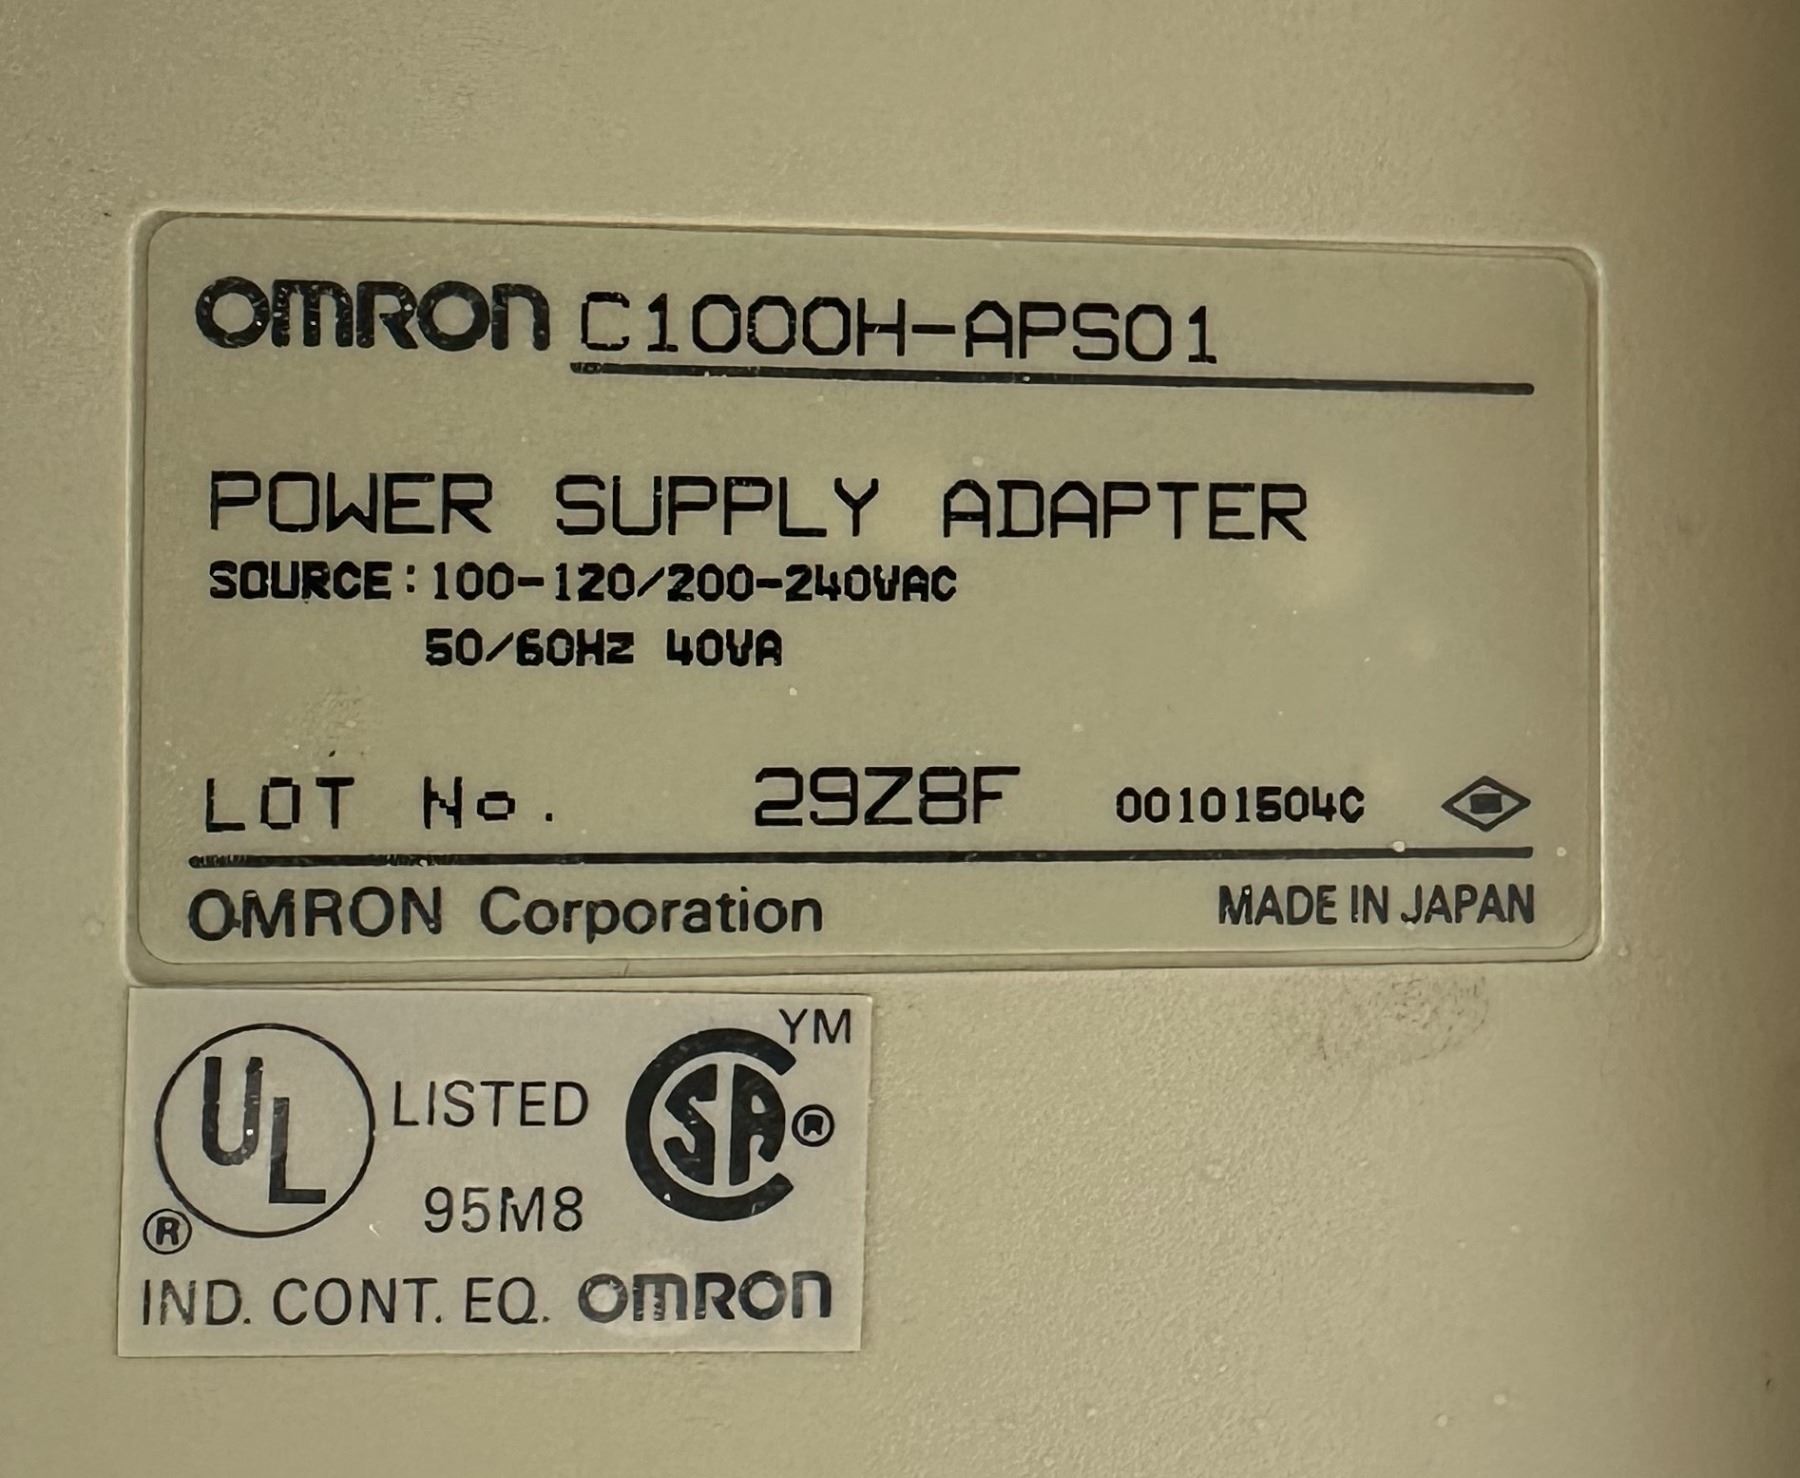 OMRON C1000H-APS01
POWER SUPPLY ADAPTER
SOURCE: 100-120/200-240VAC
50/60Hz 40VA
LOT No. 29Z8F 00101504C
OMRON Corporation MADE IN JAPAN
YM
UL LISTED CSA ®
® 95M8
IND. CONT. EQ. OMRON